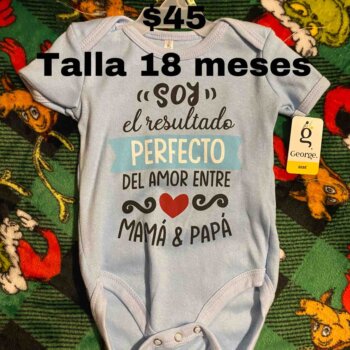 $45
Talla 18 meses
“SOY”
el resultado
PERFECTO
DEL AMOR ENTRE
MAMÁ & PAPÁ
g
George.